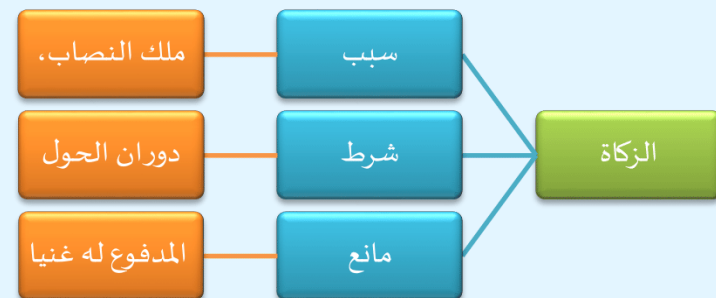 الزكاة
سبب
ملك النصاب،
شرط
دوران الحول
مانع
المدفوع له غنيا